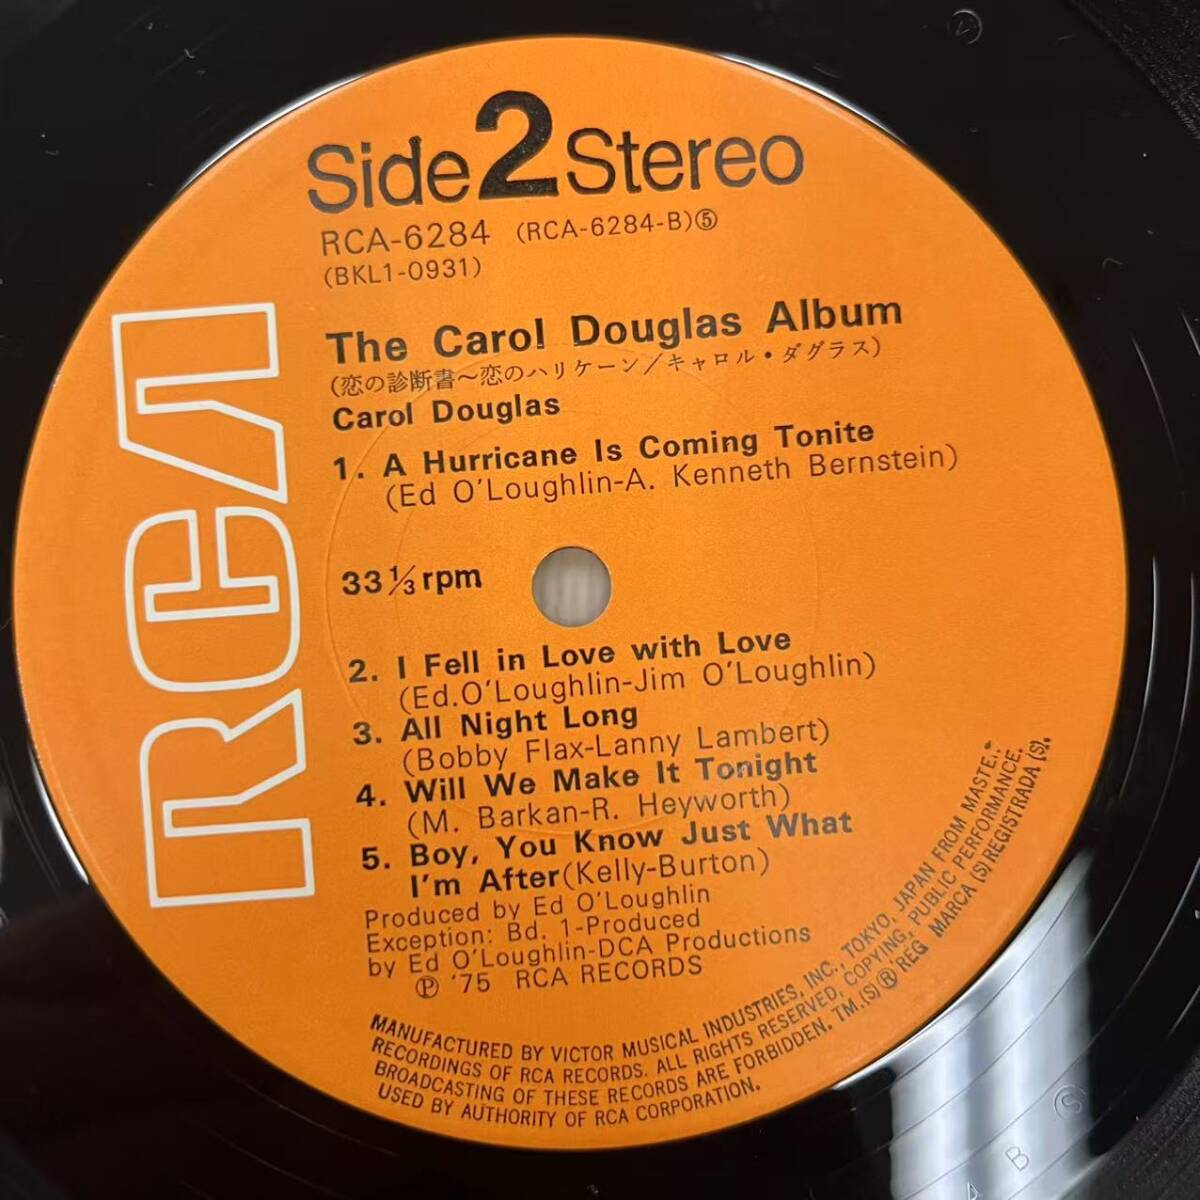 Side 2 Stereo
RCA-6284 (RCA-6284-B)⑤
(BKL1-0931)
The Carol Douglas Album
(恋の診断書〜恋のハリケーン/キャロル・ダグラス)
Carol Douglas
1. A Hurricane Is Coming Tonite
(Ed O'Loughlin-A. Kenneth Bernstein)
33 1/3 rpm
2. I Fell in Love with Love
(Ed.O'Loughlin-Jim O'Loughlin)
3. All Night Long
(Bobby Flax-Lanny Lambert)
4. Will We Make It Tonight
(M. Barkan-R. Heyworth)
5. Boy, You Know Just What
I'm After(Kelly-Burton)
Produced by Ed O'Loughlin
Exception: Bd. 1-Produced
by Ed O'Loughlin-DCA Productions
Ⓟ '75 RCA RECORDS
RCA
MANUFACTURED BY VICTOR MUSICAL INDUSTRIES, INC., TOKYO, JAPAN FROM MASTER
RECORDINGS OF RCA RECORDS. ALL RIGHTS RESERVED, COPYING, PUBLIC PERFORMANCE,
BROADCASTING OF THESE RECORDS ARE FORBIDDEN. TM.(S) ® REG MARCA (S) REGISTRADA (S).
USED BY AUTHORITY OF RCA CORPORATION.
A B S